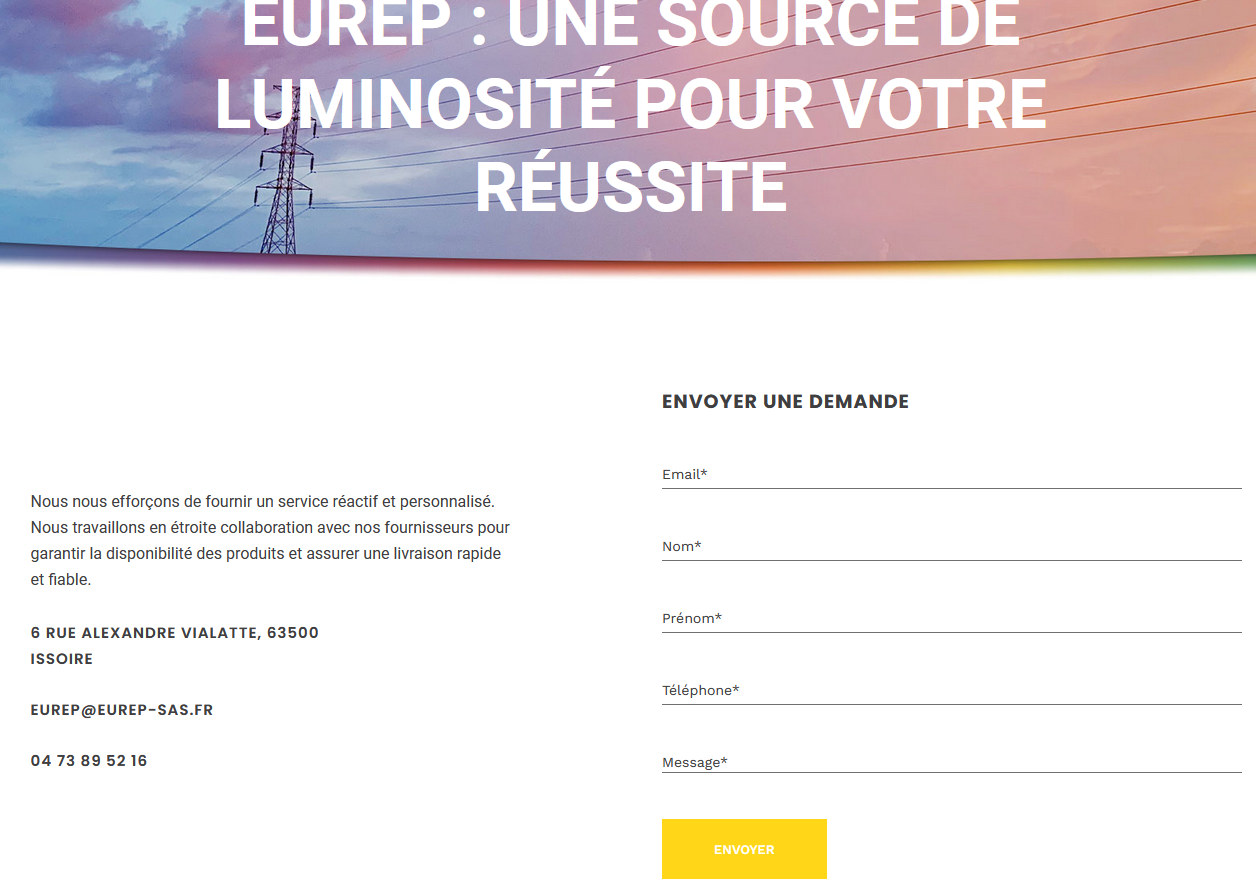 EUREP : UNE SOURCE DE
LUMINOSITÉ POUR VOTRE
RÉUSSITE
Nous nous efforçons de fournir un service réactif et personnalisé.
Nous travaillons en étroite collaboration avec nos fournisseurs pour
garantir la disponibilité des produits et assurer une livraison rapide
et fiable.
6 RUE ALEXANDRE VIALATTE, 63500
ISSOIRE
EUREP@EUREP-SAS.FR
04 73 89 52 16
ENVOYER UNE DEMANDE
Email*
Nom*
Prénom*
Téléphone*
Message*
ENVOYER